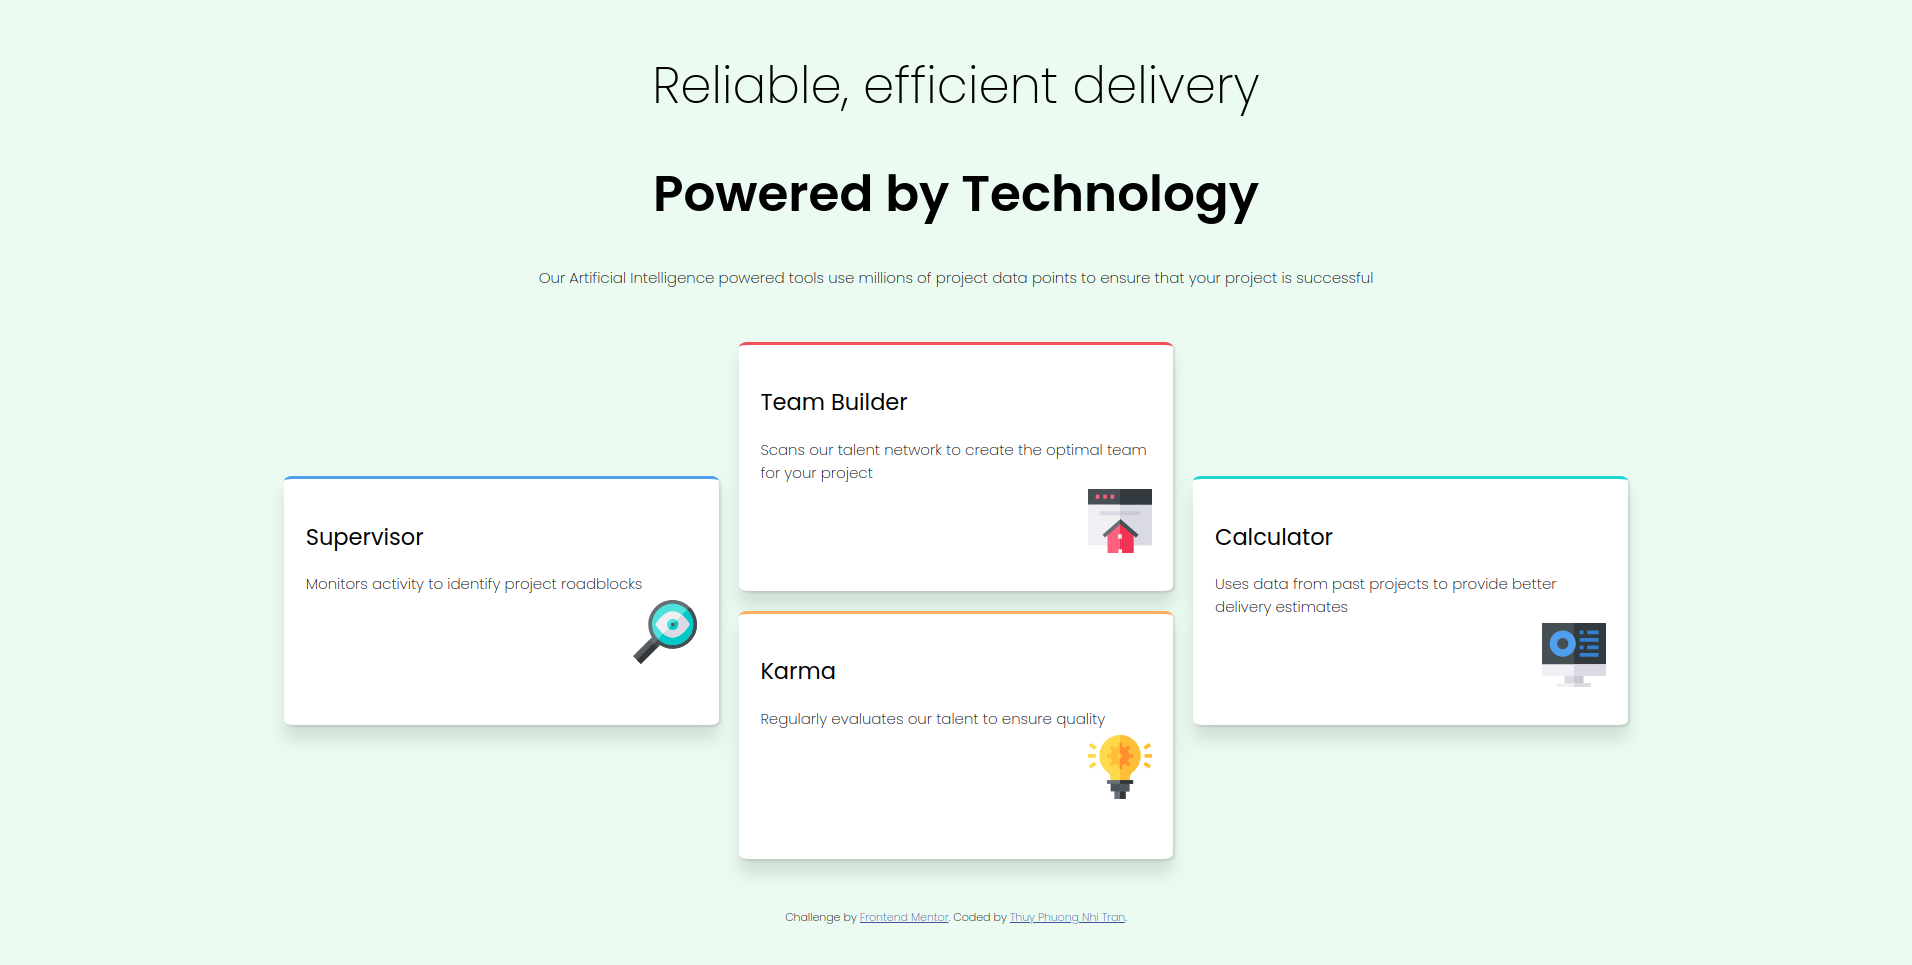 Reliable, efficient delivery
Powered by Technology
Our Artificial Intelligence powered tools use millions of project data points to ensure that your project is successful
Supervisor
Monitors activity to identify project roadblocks
Team Builder
Scans our talent network to create the optimal team
for your project
Karma
Regularly evaluates our talent to ensure quality
Calculator
Uses data from past projects to provide better
delivery estimates
Challenge by Frontend Mentor. Coded by Thuy Phuong Nhi Tran.